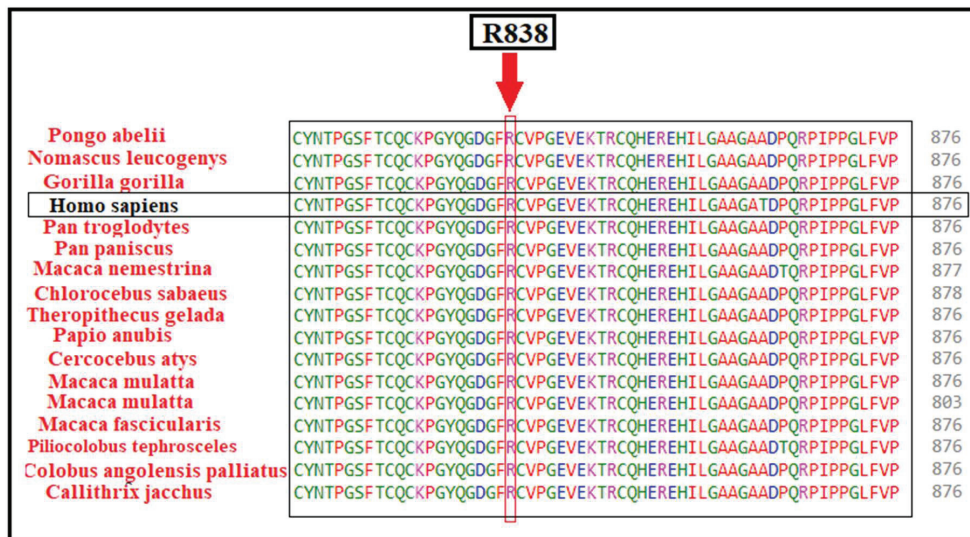 R838
Pongo abelii CYNTPGSFTCQCKPGYQGDGFRCVPGEVEKTRCQHEREHILGAAGAADPQRPIPPGLFVP 876
Nomascus leucogenys CYNTPGSFTCQCKPGYQGDGFRCVPGEVEKTRCQHEREHILGAAGAADPQRPIPPGLFVP 876
Gorilla gorilla CYNTPGSFTCQCKPGYQGDGFRCVPGEVEKTRCQHEREHILGAAGAADPQRPIPPGLFVP 876
Homo sapiens CYNTPGSFTCQCKPGYQGDGFRCVPGEVEKTRCQHEREHILGAAGATDPQRPIPPGLFVP 876
Pan troglodytes CYNTPGSFTCQCKPGYQGDGFRCVPGEVEKTRCQHEREHILGAAGAADPQRPIPPGLFVP 876
Pan paniscus CYNTPGSFTCQCKPGYQGDGFRCVPGEVEKTRCQHEREHILGAAGAADPQRPIPPGLFVP 876
Macaca nemestrina CYNTPGSFTCQCKPGYQGDGFRCVPGEVEKTRCQHEREHILGAAGAADTQRPIPPGLFVP 877
Chlorocebus sabaeus CYNTPGSFTCQCKPGYQGDGFRCVPGEVEKTRCQHEREHILGAAGAADPQRPIPPGLFVP 878
Theropithecus gelada CYNTPGSFTCQCKPGYQGDGFRCVPGEVEKTRCQHEREHILGAAGAADPQRPIPPGLFVP 876
Papio anubis CYNTPGSFTCQCKPGYQGDGFRCVPGEVEKTRCQHEREHILGAAGAADPQRPIPPGLFVP 876
Cercocebus atys CYNTPGSFTCQCKPGYQGDGFRCVPGEVEKTRCQHEREHILGAAGAADPQRPIPPGLFVP 876
Macaca mulatta CYNTPGSFTCQCKPGYQGDGFRCVPGEVEKTRCQHEREHILGAAGAADPQRPIPPGLFVP 876
Macaca mulatta CYNTPGSFTCQCKPGYQGDGFRCVPGEVEKTRCQHEREHILGAAGAADPQRPIPPGLFVP 803
Macaca fascicularis CYNTPGSFTCQCKPGYQGDGFRCVPGEVEKTRCQHEREHILGAAGAADPQRPIPPGLFVP 876
Piliocolobus tephrosceles CYNTPGSFTCQCKPGYQGDGFRCVPGEVEKTRCQHEREHILGAAGAADTQRPIPPGLFVP 876
Colobus angolensis palliatus CYNTPGSFTCQCKPGYQGDGFRCVPGEVEKTRCQHEREHILGAAGAADPQRPIPPGLFVP 876
Callithrix jacchus CYNTPGSFTCQCKPGYQGDGFRCVPGEVEKTRCQHEREHILGAAGAADPQRPIPPGLFVP 876